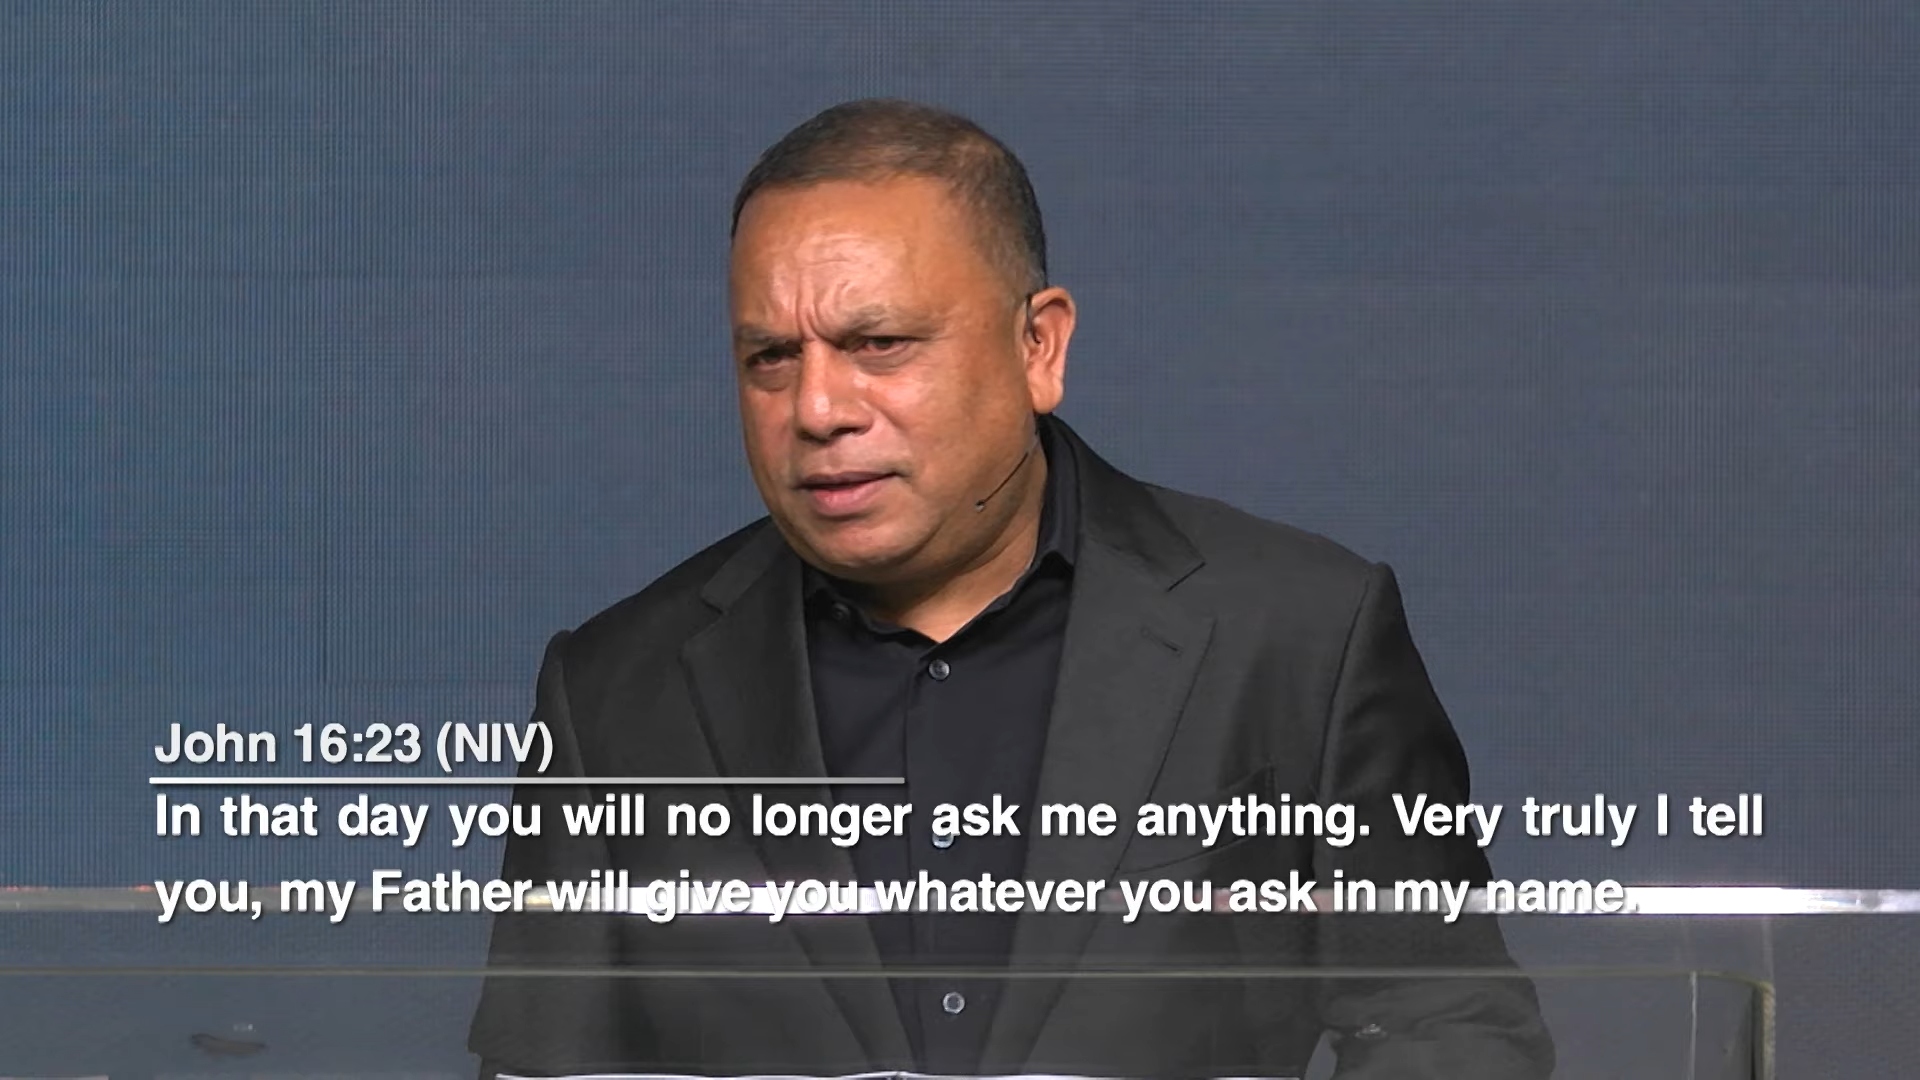 John 16:23 (NIV)
In that day you will no longer ask me anything. Very truly I tell
you, my Father will give you whatever you ask in my name.